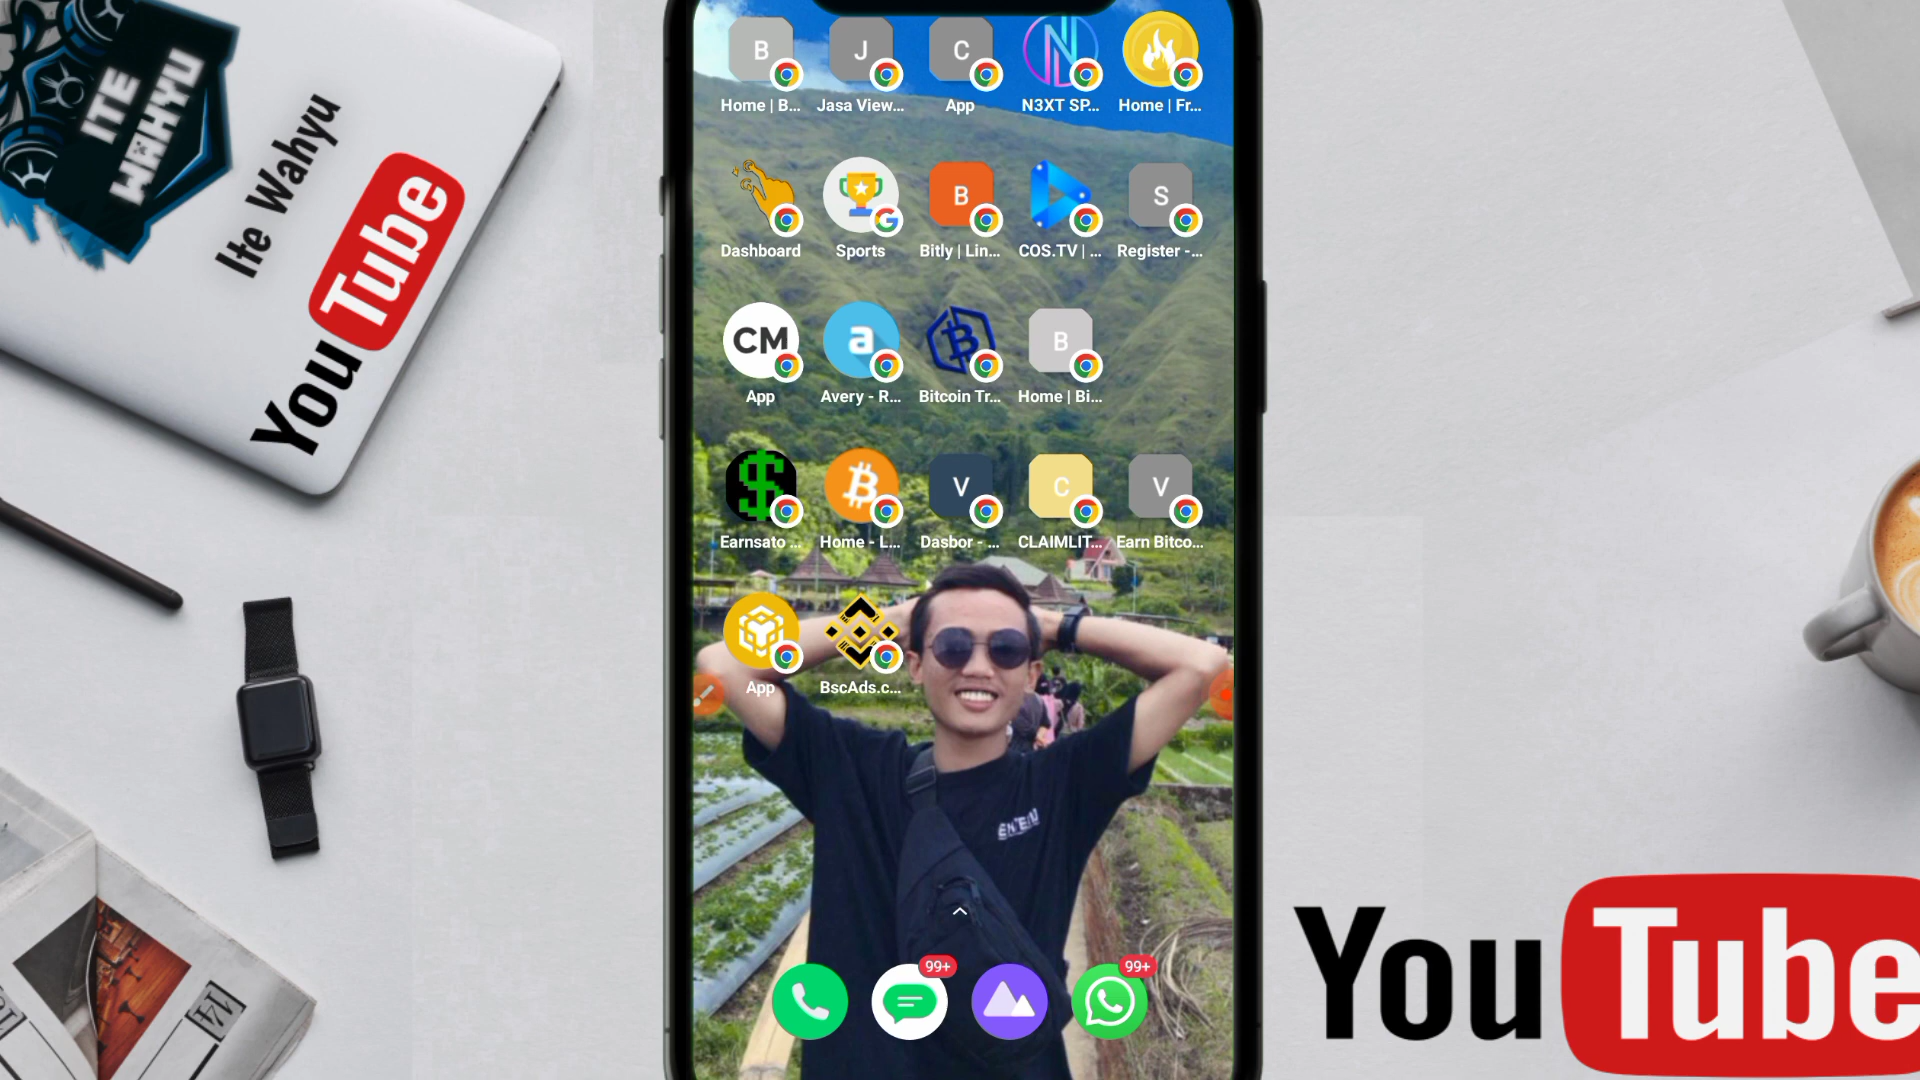 ITE
WAHYU
Ite Wahyu
YouTube
B
J
C
N
Home | B...
Jasa View...
App
N3XT SP...
Home | Fr...
B
S
Dashboard
Sports
Bitly | Lin...
COS.TV | ...
Register -...
CM
a
B
App
Avery - R...
Bitcoin Tr...
Home | Bi...
$
V
C
V
Earnsato ...
Home - L...
Dasbor - ...
CLAIMLIT...
Earn Bitco...
App
BscAds.c...
99+
99+
YouTube